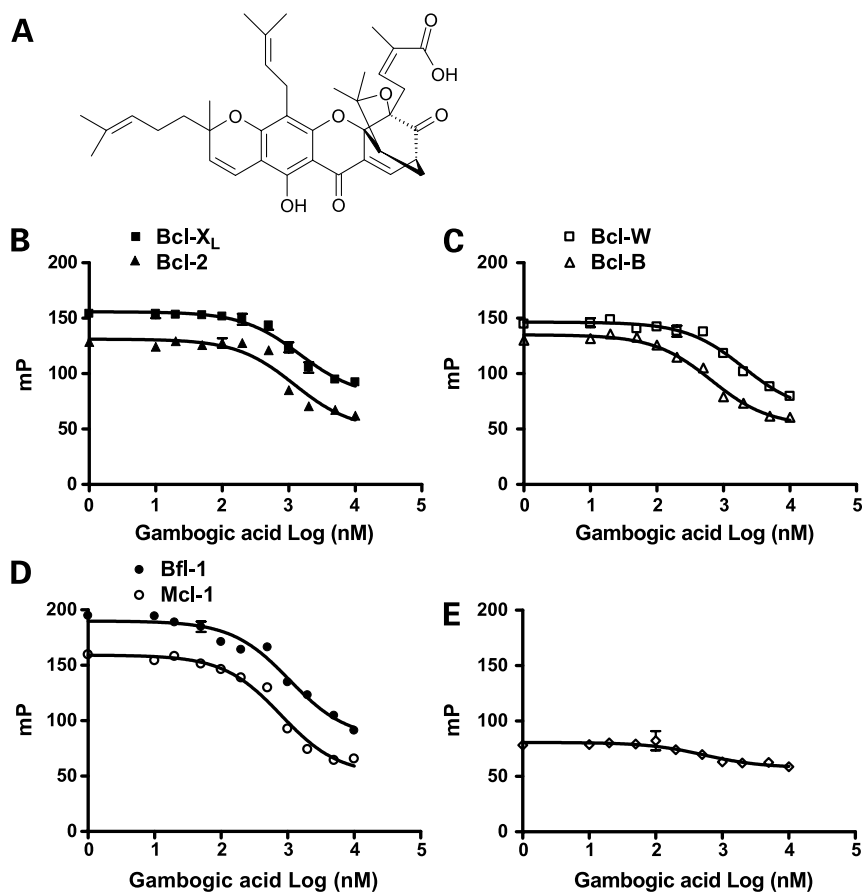 A
O
OH
O
O
O
O
OH
O
B
Bcl-XL
Bcl-2
mP
200
150
100
50
0
0 1 2 3 4 5
Gambogic acid Log (nM)
C
Bcl-W
Bcl-B
mP
200
150
100
50
0
0 1 2 3 4 5
Gambogic acid Log (nM)
D
Bfl-1
Mcl-1
mP
200
150
100
50
0
0 1 2 3 4 5
Gambogic acid Log (nM)
E
mP
200
150
100
50
0
0 1 2 3 4 5
Gambogic acid Log (nM)